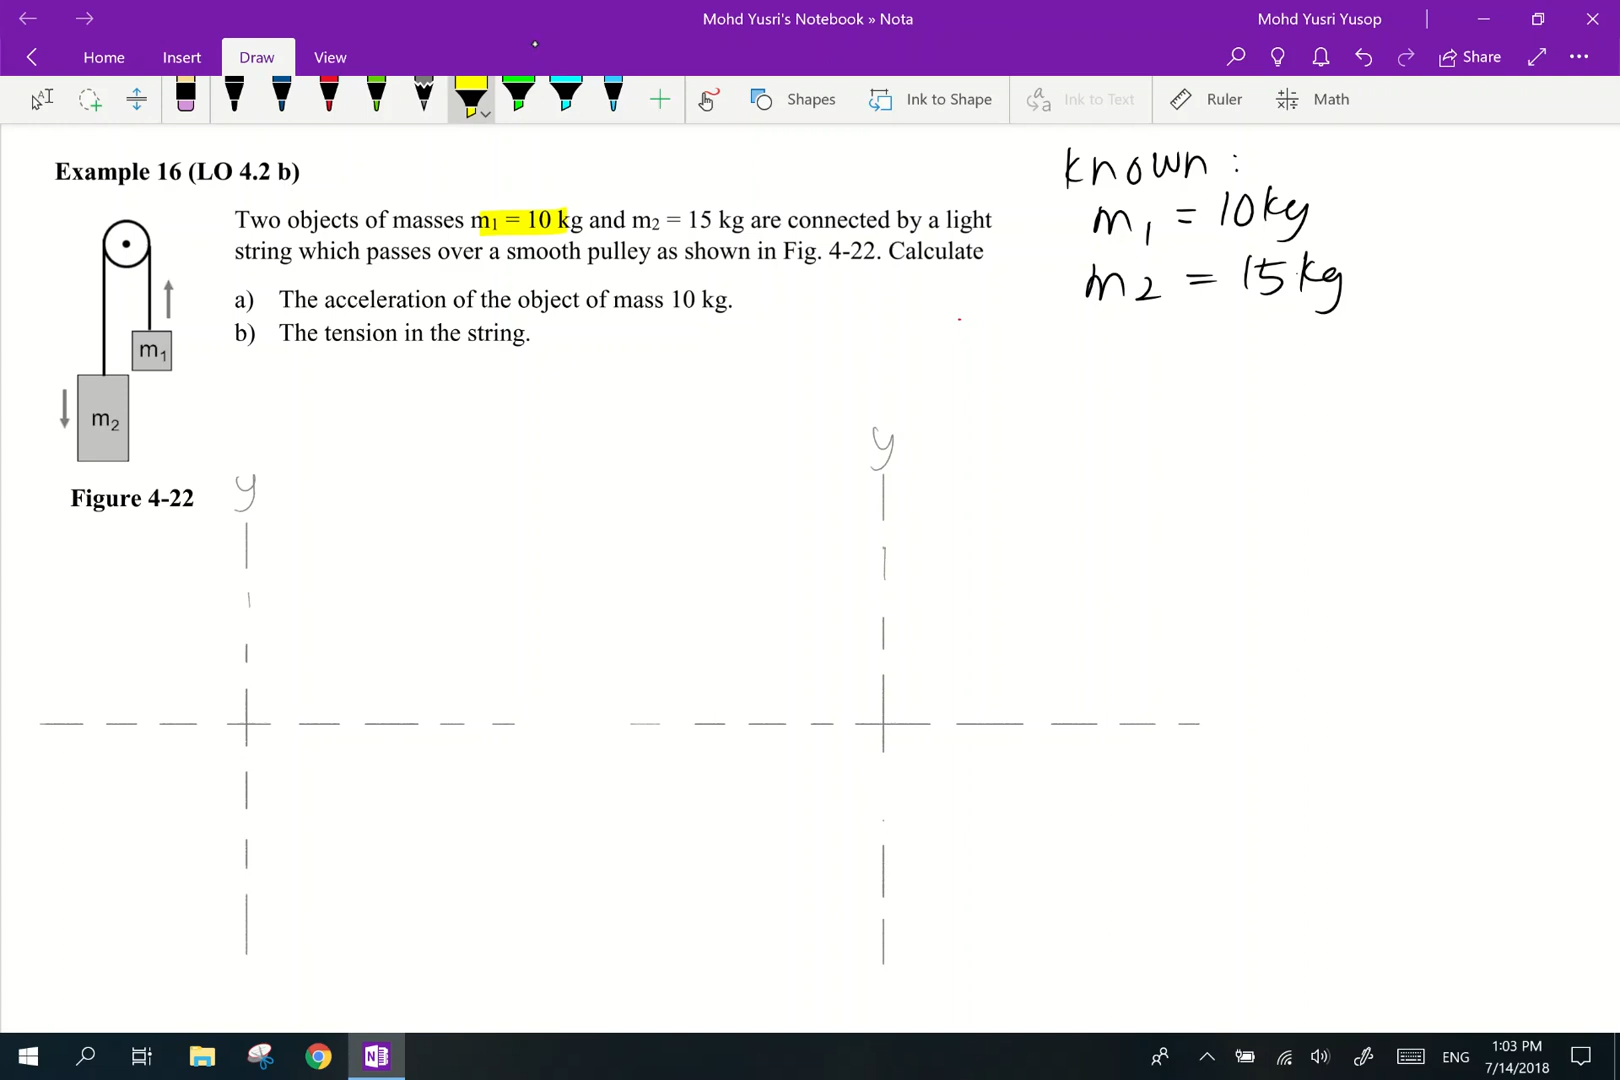 Mohd Yusri's Notebook » Nota
Mohd Yusri Yusop
Home Insert Draw View
Share
Shapes Ink to Shape Ink to Text Ruler Math
Example 16 (LO 4.2 b)
Two objects of masses m₁ = 10 kg and m₂ = 15 kg are connected by a light
string which passes over a smooth pulley as shown in Fig. 4-22. Calculate
a) The acceleration of the object of mass 10 kg.
b) The tension in the string.
known :
m₁ = 10kg
m₂ = 15kg
m₁
m₂
Figure 4-22
y
y
ENG
1:03 PM
7/14/2018